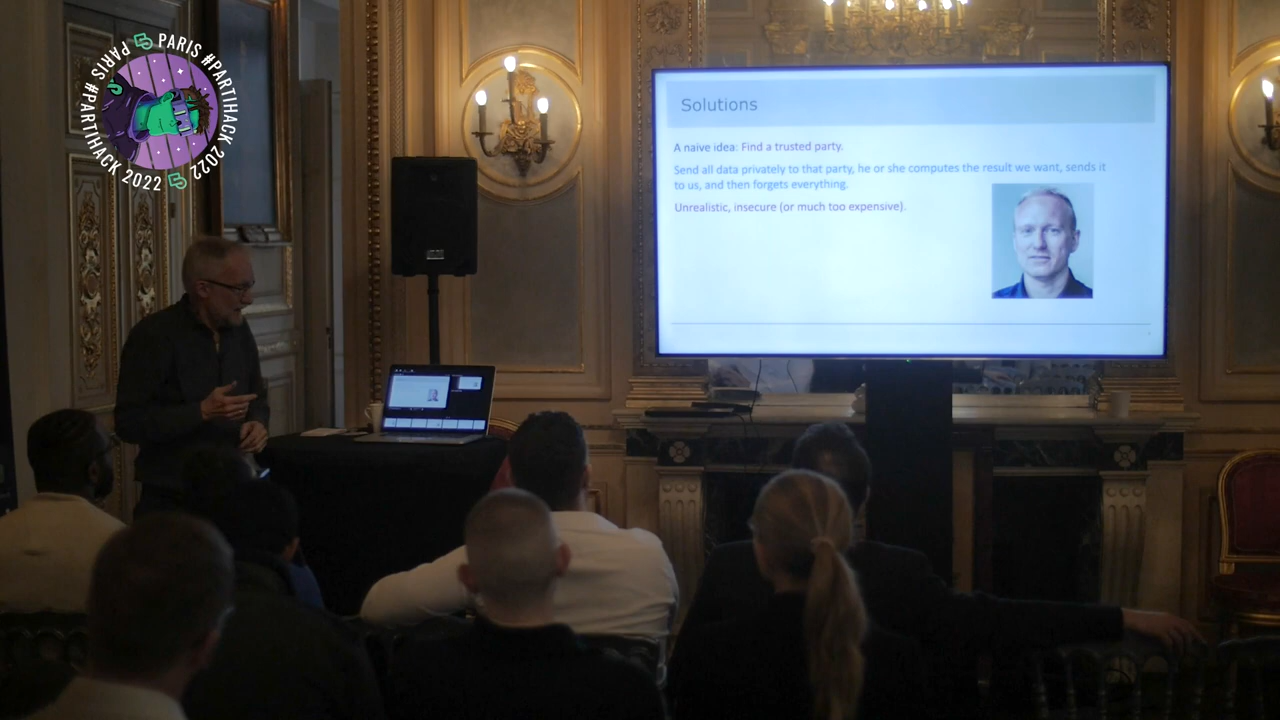 PARIS #PARTIHACK 2022
PARIS #PARTIHACK 2022
Solutions
A naive idea: Find a trusted party.
Send all data privately to that party, he or she computes the result we want, sends it
to us, and then forgets everything.
Unrealistic, insecure (or much too expensive).